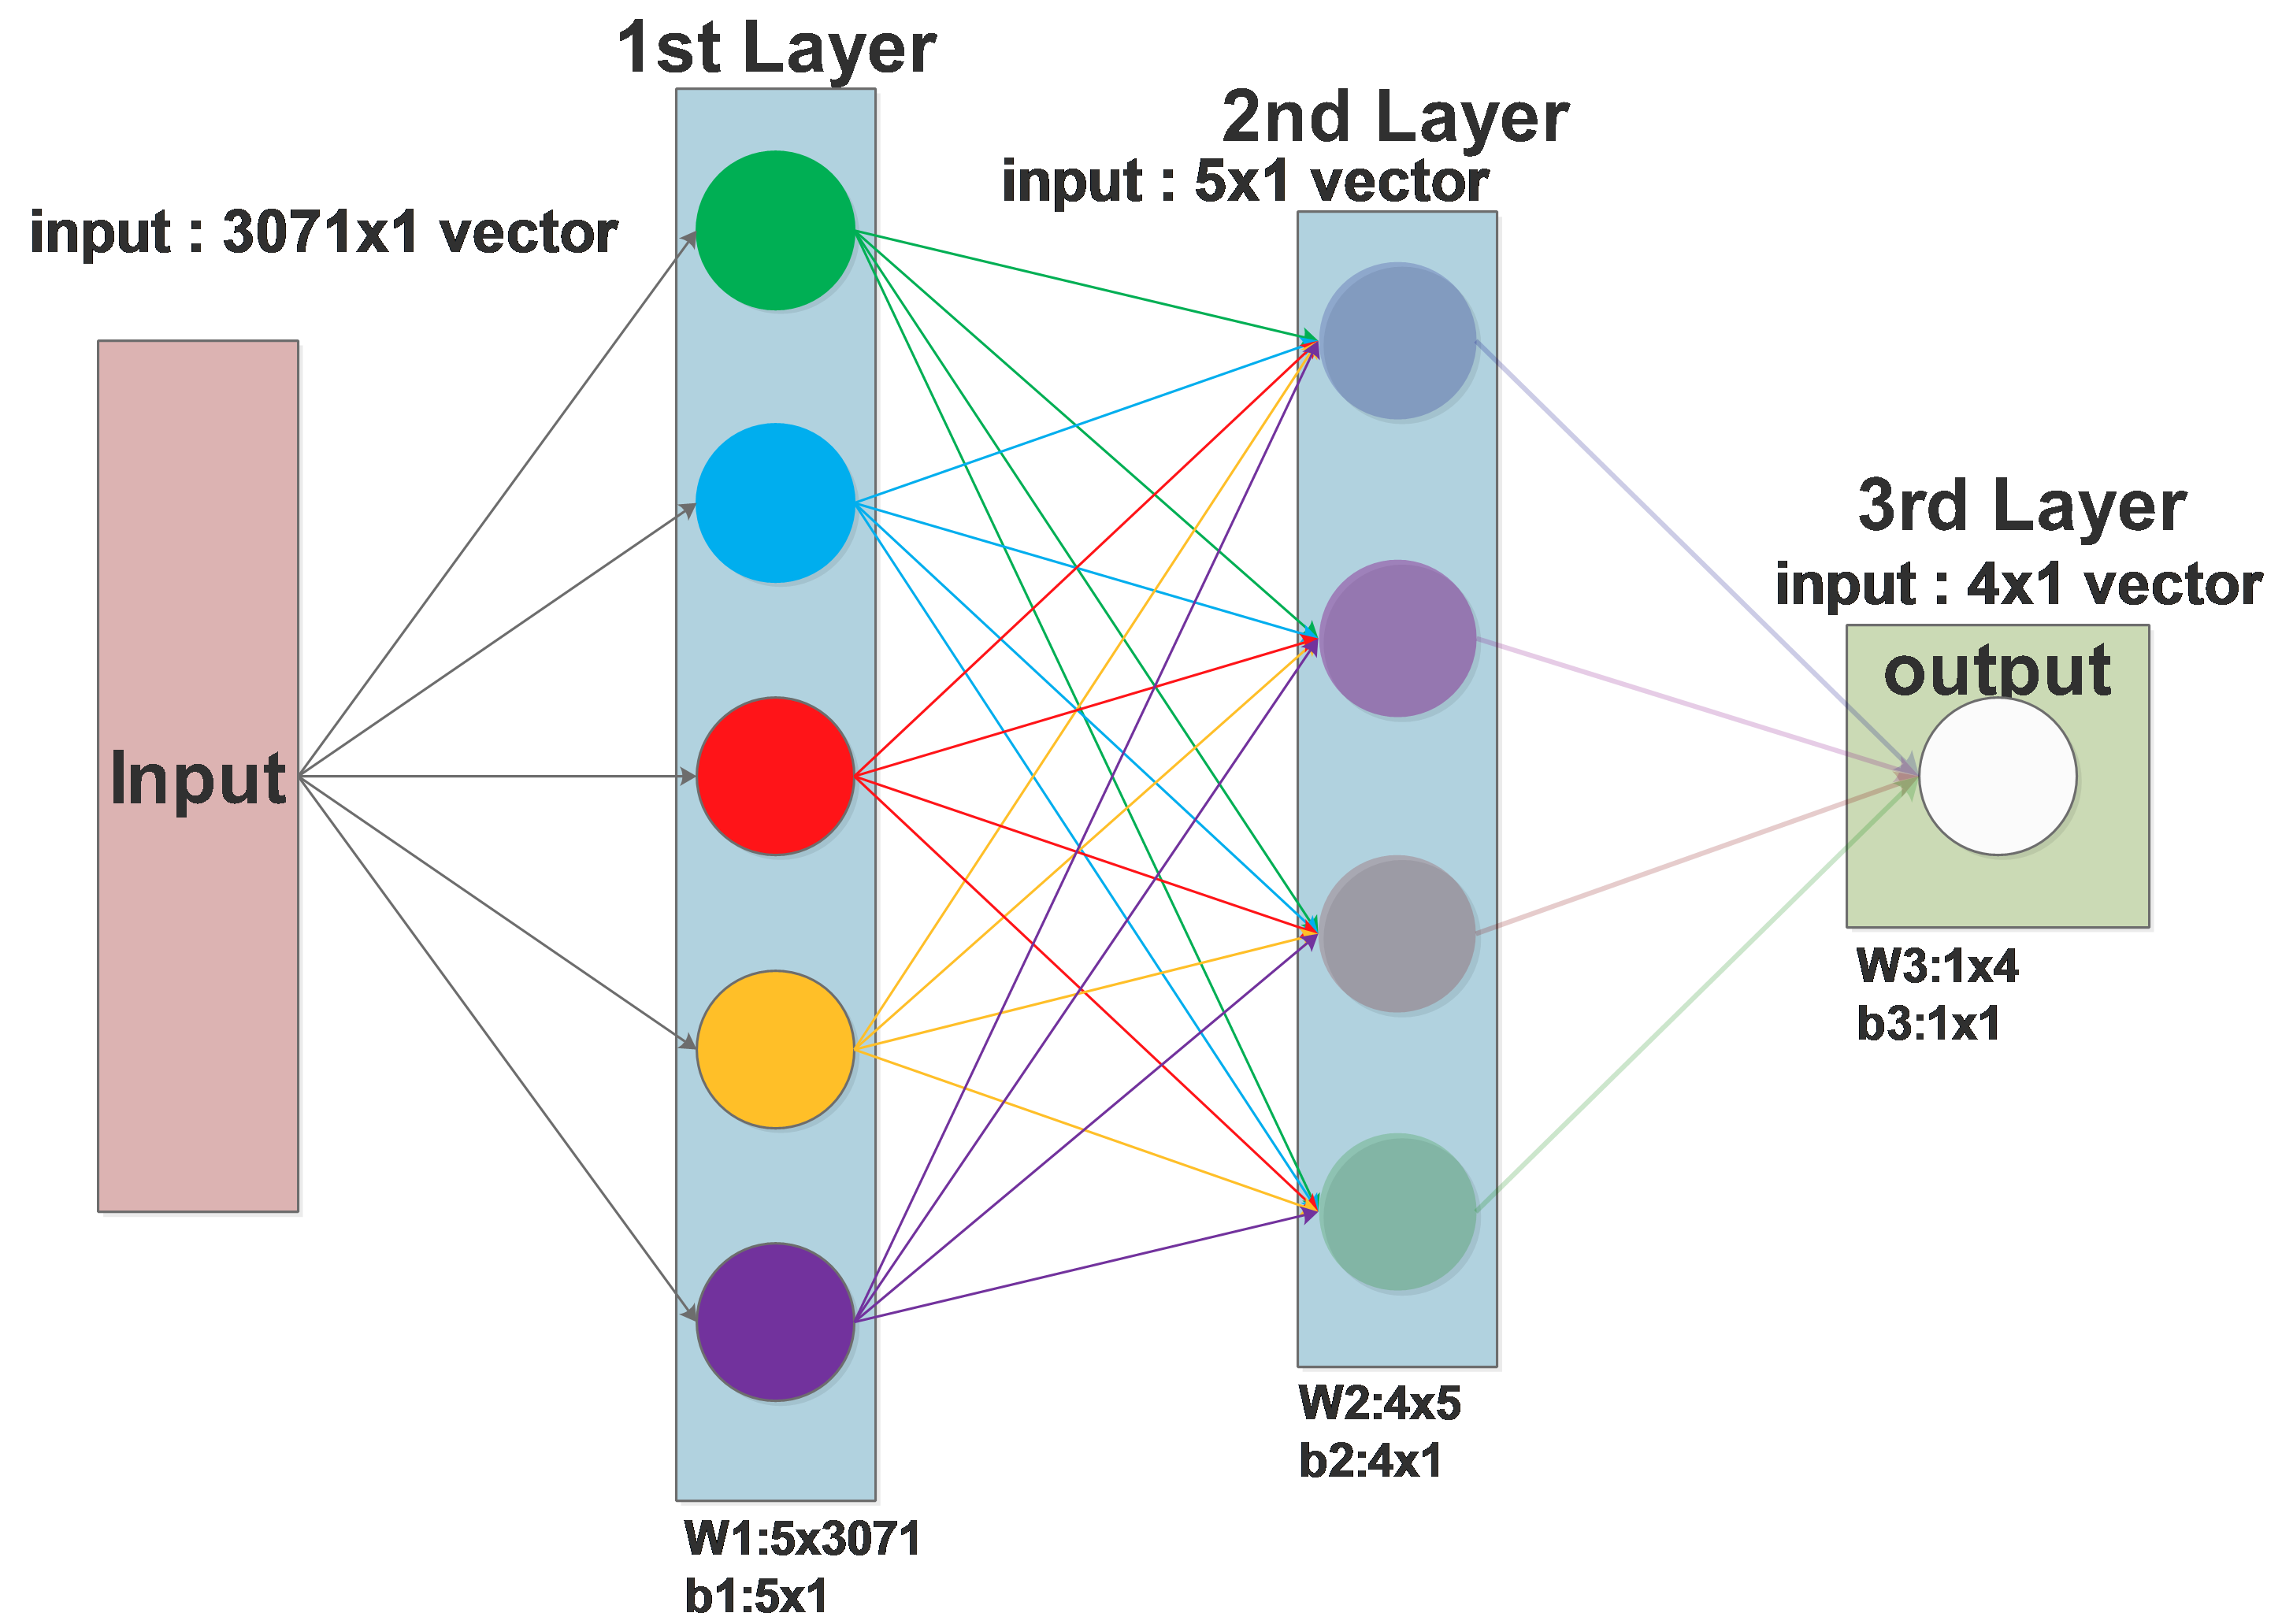 1st Layer
input : 3071x1 vector
Input
W1:5x3071
b1:5x1
2nd Layer
input : 5x1 vector
W2:4x5
b2:4x1
3rd Layer
input : 4x1 vector
output
W3:1x4
b3:1x1